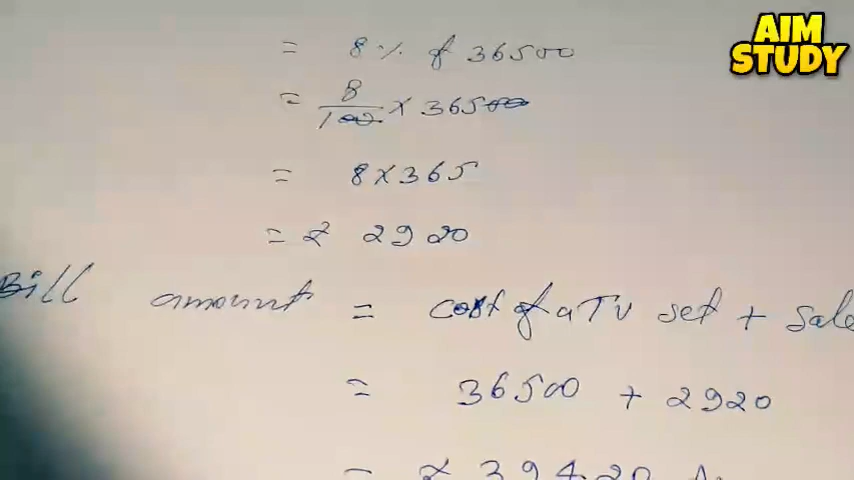 AIM
STUDY
= 8% of 36500
= 8/100 × 36500
= 8×365
= ₹ 2920
Bill amount = cost of a TV set + Sale
= 36500 + 2920
= ₹ 39420